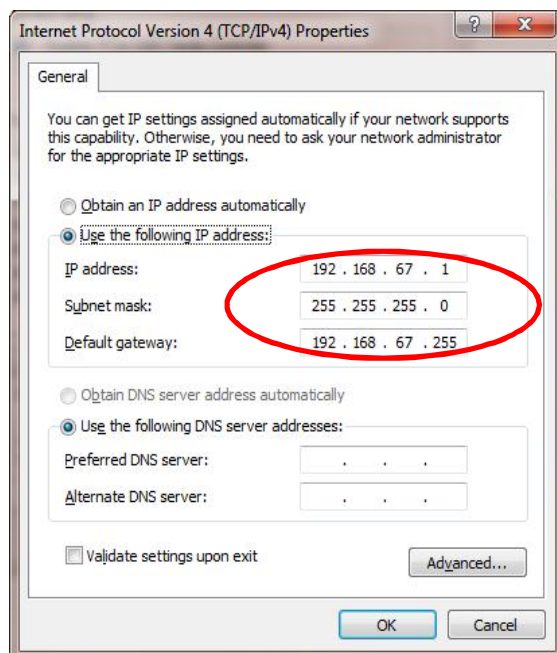 Internet Protocol Version 4 (TCP/IPv4) Properties
General
You can get IP settings assigned automatically if your network supports
this capability. Otherwise, you need to ask your network administrator
for the appropriate IP settings.
Obtain an IP address automatically
Use the following IP address:
IP address: 192 . 168 . 67 . 1
Subnet mask: 255 . 255 . 255 . 0
Default gateway: 192 . 168 . 67 . 255
Obtain DNS server address automatically
Use the following DNS server addresses:
Preferred DNS server: . . .
Alternate DNS server: . . .
Validate settings upon exit
Advanced...
OK Cancel